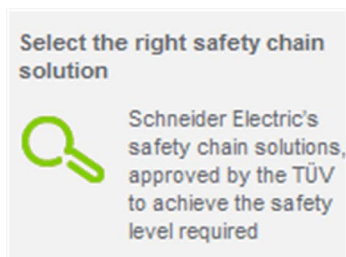 Select the right safety chain
solution
Schneider Electric's
safety chain solutions,
approved by the TÜV
to achieve the safety
level required